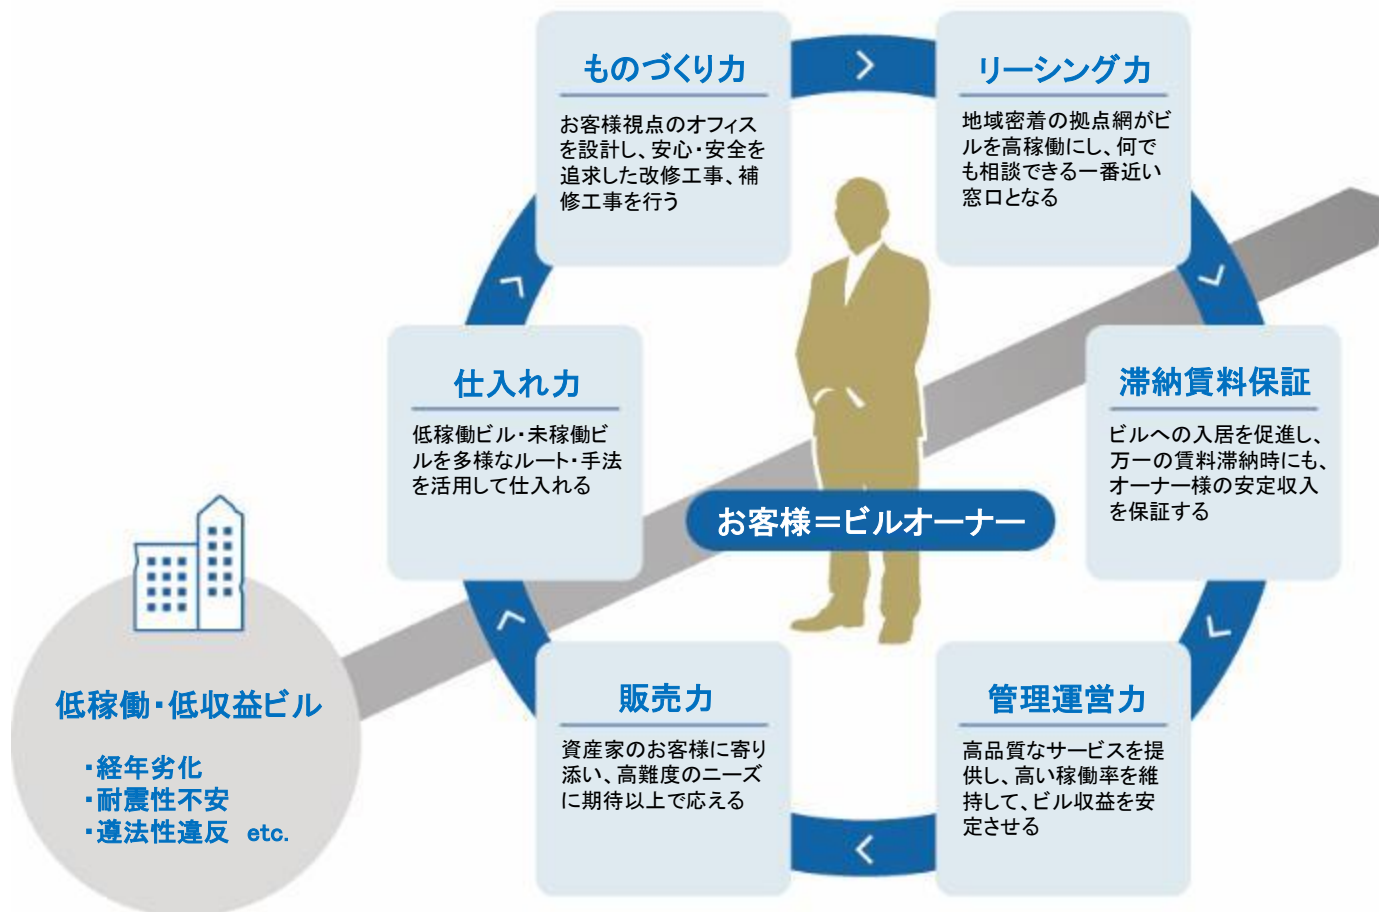 ものづくり力
お客様視点のオフィス
を設計し、安心・安全を
追求した改修工事、補
修工事を行う
リーシング力
地域密着の拠点網がビ
ルを高稼働にし、何で
も相談できる一番近い
窓口となる
仕入れ力
低稼働ビル・未稼働ビ
ルを多様なルート・手法
を活用して仕入れる
滞納賃料保証
ビルへの入居を促進し、
万一の賃料滞納時にも、
オーナー様の安定収入
を保証する
お客様＝ビルオーナー
低稼働・低収益ビル
・経年劣化
・耐震性不安
・遵法性違反 etc.
販売力
資産家のお客様に寄り
添い、高難度のニーズ
に期待以上で応える
管理運営力
高品質なサービスを提
供し、高い稼働率を維
持して、ビル収益を安
定させる